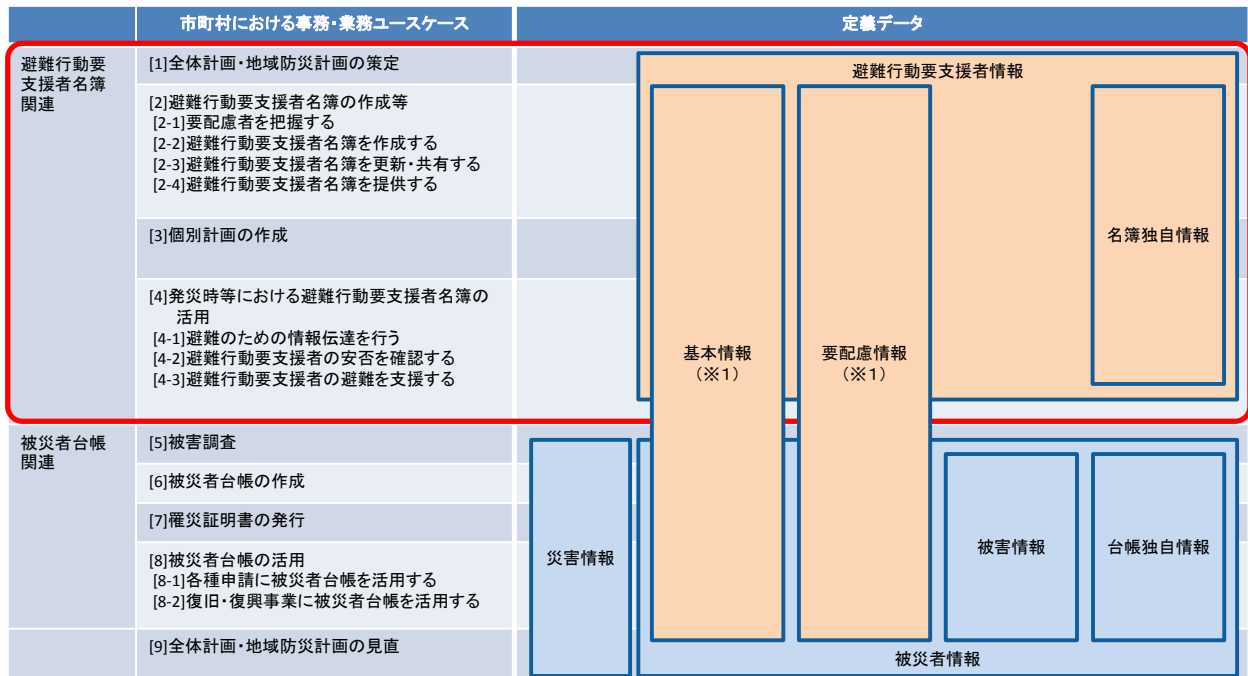 市町村における事務・業務ユースケース
定義データ
避難行動要
支援者名簿
関連
[1]全体計画・地域防災計画の策定
[2]避難行動要支援者名簿の作成等
[2-1]要配慮者を把握する
[2-2]避難行動要支援者名簿を作成する
[2-3]避難行動要支援者名簿を更新・共有する
[2-4]避難行動要支援者名簿を提供する
[3]個別計画の作成
[4]発災時等における避難行動要支援者名簿の
活用
[4-1]避難のための情報伝達を行う
[4-2]避難行動要支援者の安否を確認する
[4-3]避難行動要支援者の避難を支援する
避難行動要支援者情報
基本情報
（※1）
要配慮情報
（※1）
名簿独自情報
被災者台帳
関連
[5]被害調査
[6]被災者台帳の作成
[7]罹災証明書の発行
[8]被災者台帳の活用
[8-1]各種申請に被災者台帳を活用する
[8-2]復旧・復興事業に被災者台帳を活用する
[9]全体計画・地域防災計画の見直
災害情報
被害情報
台帳独自情報
被災者情報